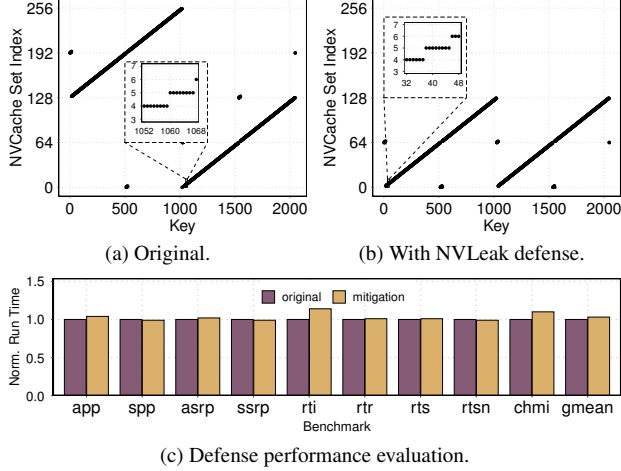 256
192
128
64
0
NVCache Set Index
7
6
5
4
3
1052 1060 1068
0 500 1000 1500 2000
Key
(a) Original.
256
192
128
64
0
NVCache Set Index
7
6
5
4
3
32 40 48
0 500 1000 1500 2000
Key
(b) With NVLeak defense.
1.5
1.0
0.5
0.0
Norm. Run Time
original mitigation
app spp asrp ssrp rti rtr rts rtsn chmi gmean
Benchmark
(c) Defense performance evaluation.